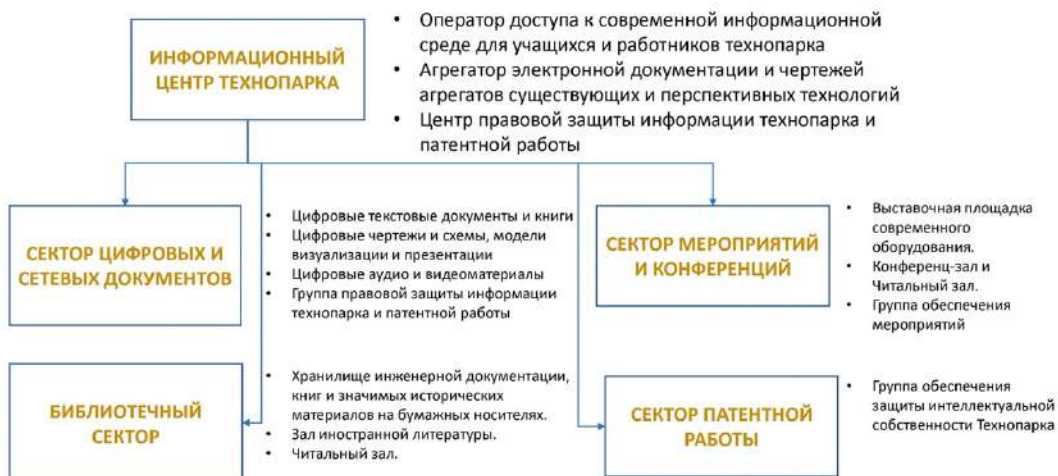 ИНФОРМАЦИОННЫЙ
ЦЕНТР ТЕХНОПАРКА
• Оператор доступа к современной информационной
среде для учащихся и работников технопарка
• Агрегатор электронной документации и чертежей
агрегатов существующих и перспективных технологий
• Центр правовой защиты информации технопарка и
патентной работы
СЕКТОР ЦИФРОВЫХ И
СЕТЕВЫХ ДОКУМЕНТОВ
• Цифровые текстовые документы и книги
• Цифровые чертежи и схемы, модели
визуализации и презентации
• Цифровые аудио и видеоматериалы
• Группа правовой защиты информации
технопарка и патентной работы
СЕКТОР МЕРОПРИЯТИЙ
И КОНФЕРЕНЦИЙ
• Выставочная площадка
современного
оборудования.
• Конференц-зал и
Читальный зал.
• Группа обеспечения
мероприятий
БИБЛИОТЕЧНЫЙ
СЕКТОР
• Хранилище инженерной документации,
книг и значимых исторических
материалов на бумажных носителях.
• Зал иностранной литературы.
• Читальный зал.
СЕКТОР ПАТЕНТНОЙ
РАБОТЫ
• Группа обеспечения
защиты интеллектуальной
собственности Технопарка